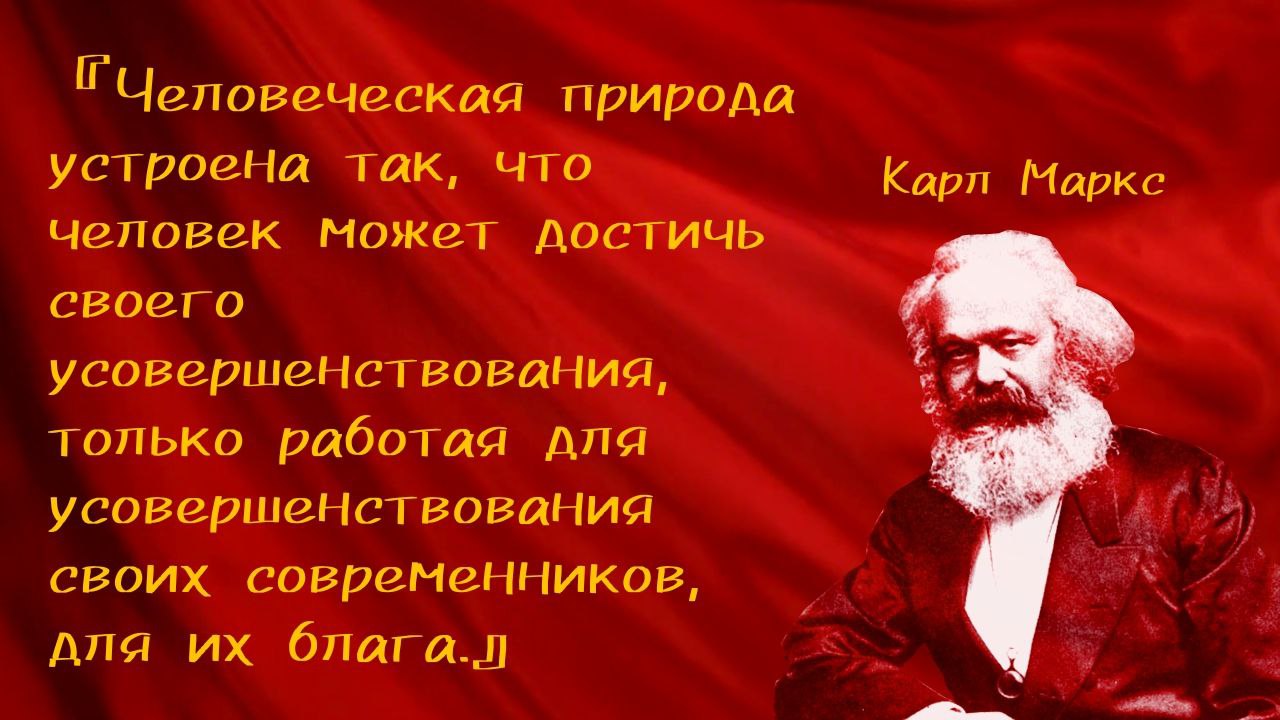 『Человеческая природа
устроена так, что
человек может достичь
своего
усовершенствования,
только работая для
усовершенствования
своих современников,
для их блага.』
Карл Маркс